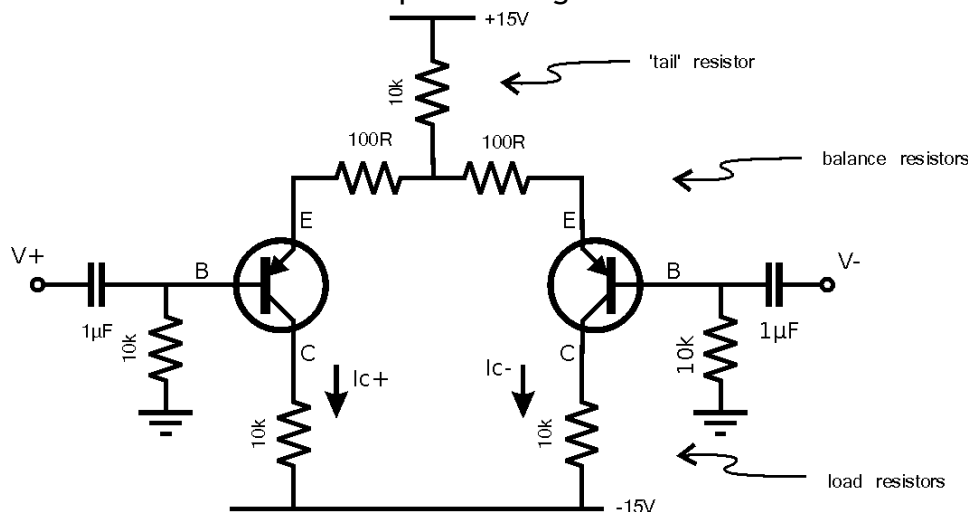 +15V
'tail' resistor
10k
100R
100R
balance resistors
E
E
V+
B
B
V-
1µF
10k
C
C
10k
1µF
Ic+
Ic-
10k
10k
load resistors
-15V